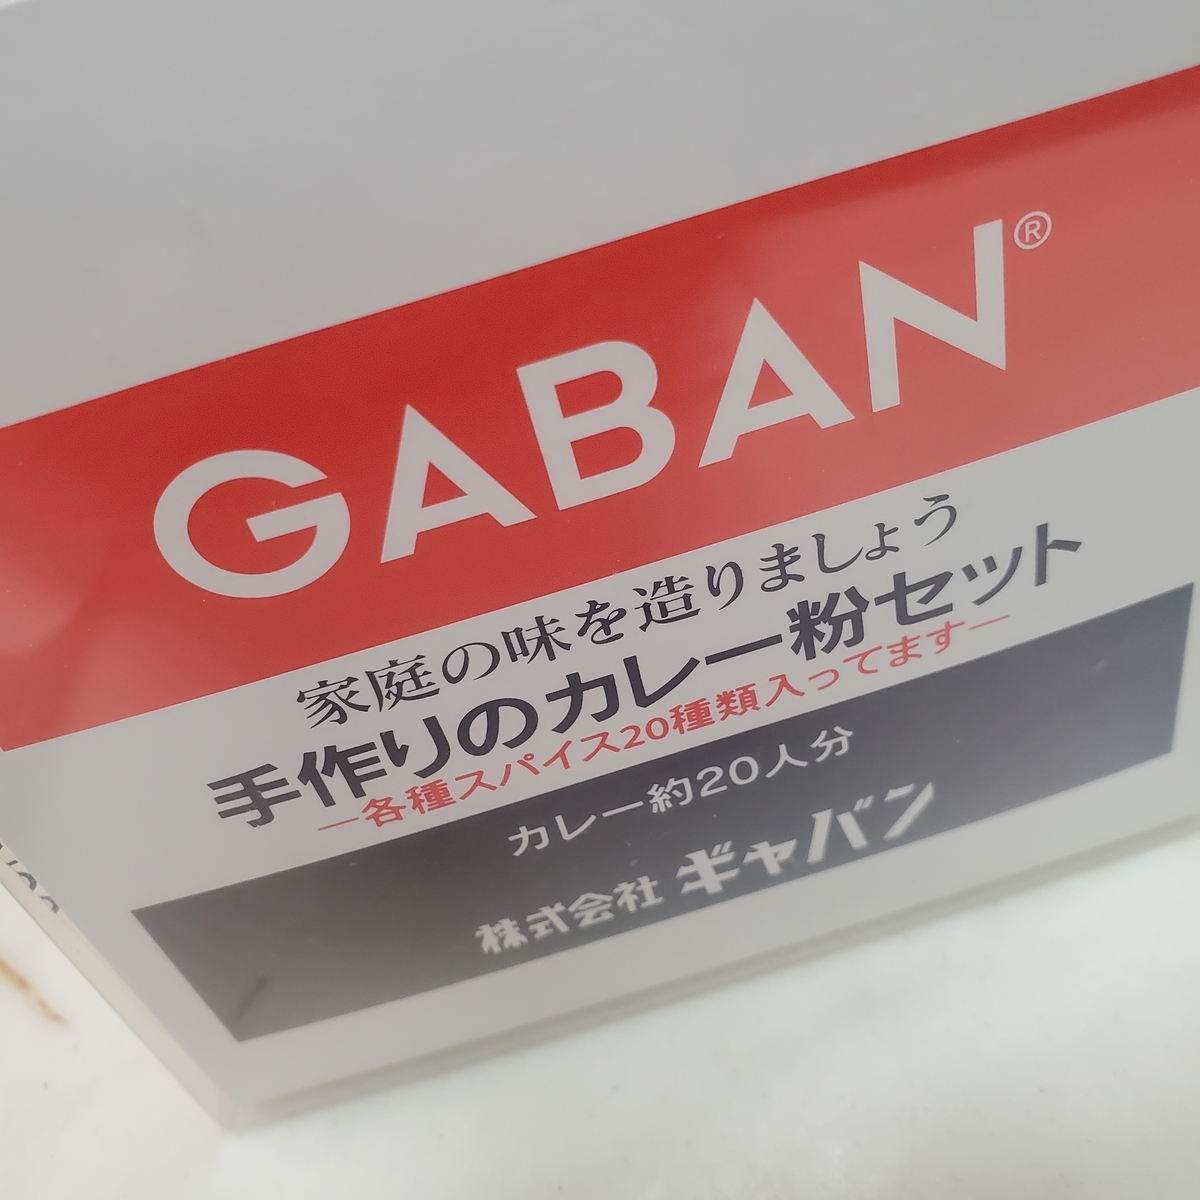 GABAN®
家庭の味を造りましょう
手作りのカレー粉セット
—各種スパイス20種類入ってます—
カレー約20人分
株式会社 ギャバン